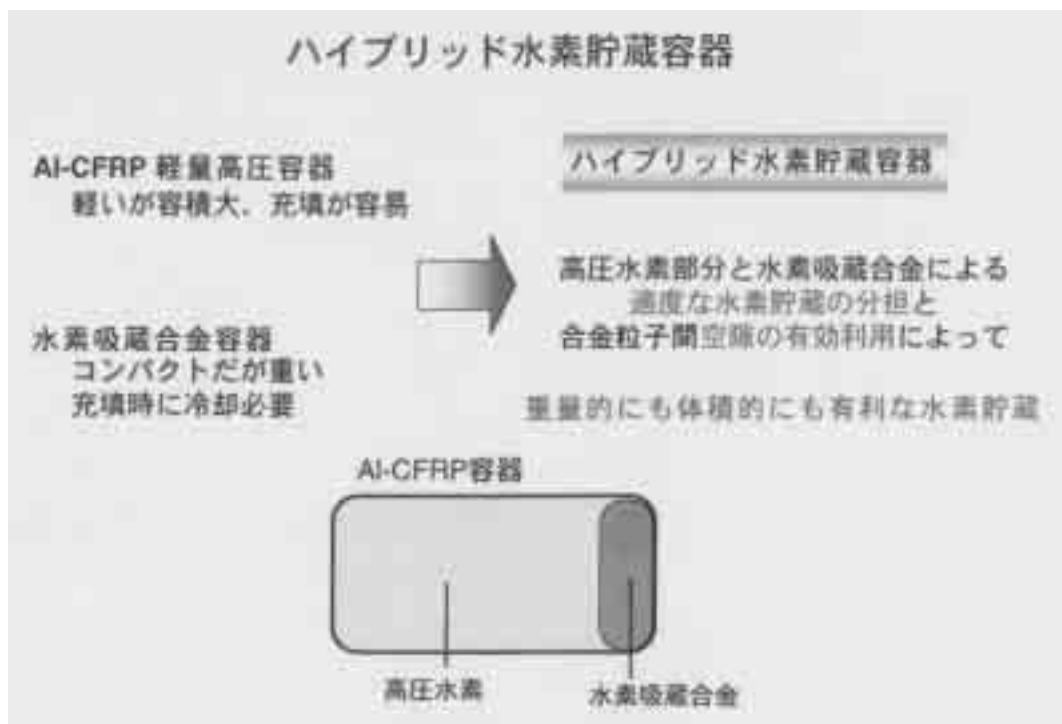 ハイブリッド水素貯蔵容器
Al-CFRP 軽量高圧容器
軽いが容積大、充填が容易
水素吸蔵合金容器
コンパクトだが重い
充填時に冷却必要
ハイブリッド水素貯蔵容器
高圧水素部分と水素吸蔵合金による
適度な水素貯蔵の分担と
合金粒子間空隙の有効利用によって
重量的にも体積的にも有利な水素貯蔵
Al-CFRP容器
高圧水素
水素吸蔵合金